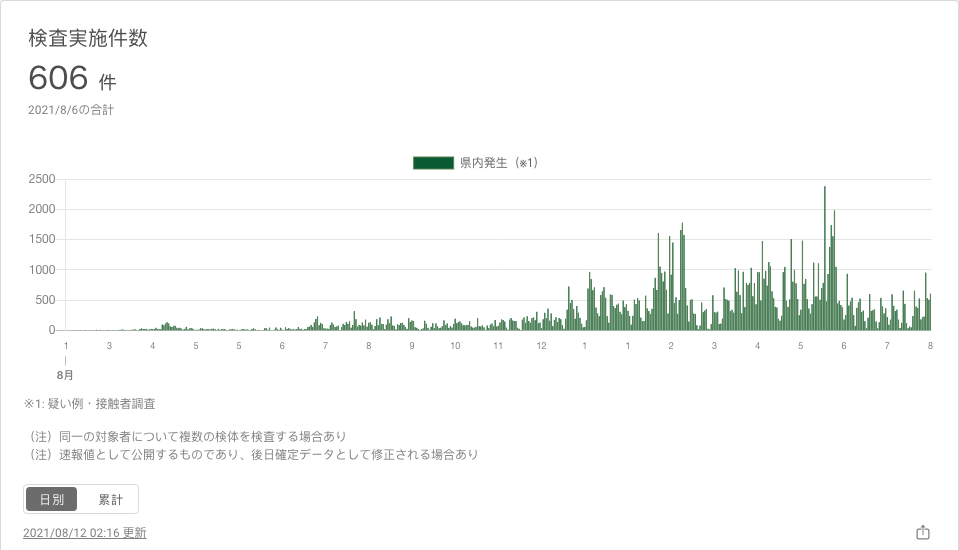 検査実施件数
606 件
2021/8/6の合計
県内発生（※1）
2500
2000
1500
1000
500
0
1 3 4 5 5 6 7 8 9 10 11 12 1 1 2 3 4 5 6 7 8
8月
※1: 疑い例・接触者調査
（注）同一の対象者について複数の検体を検査する場合あり
（注）速報値として公開するものであり、後日確定データとして修正される場合あり
日別 累計
2021/08/12 02:16 更新